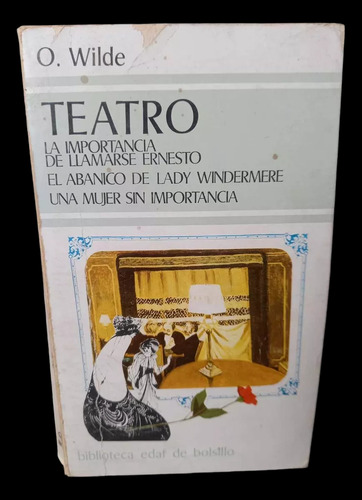 O. Wilde
TEATRO
LA IMPORTANCIA
DE LLAMARSE ERNESTO
EL ABANICO DE LADY WINDERMERE
UNA MUJER SIN IMPORTANCIA
biblioteca edaf de bolsillo